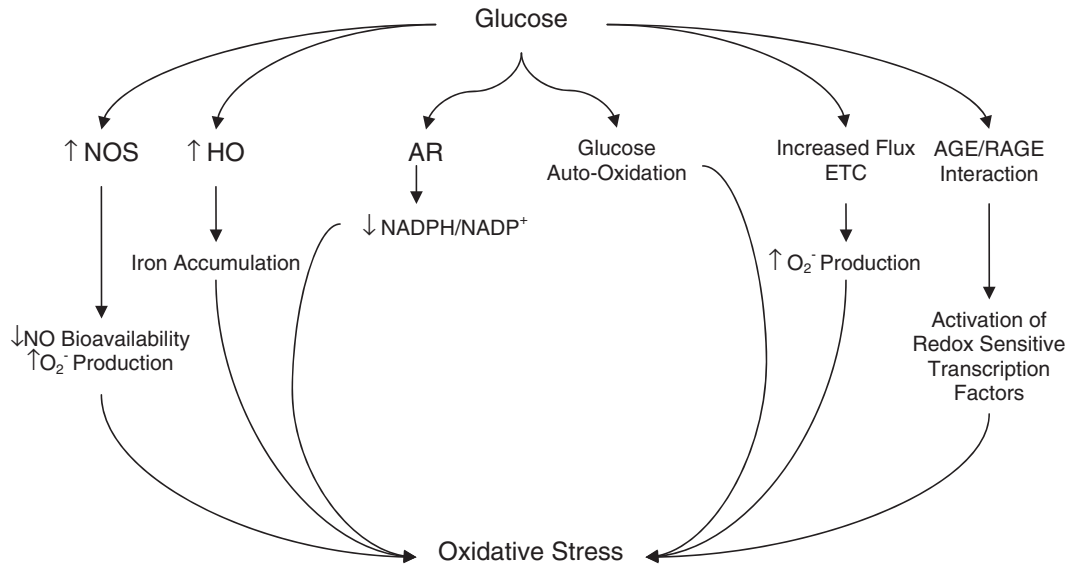 Glucose
↑ NOS
↑ HO
AR
Glucose
Auto-Oxidation
Increased Flux
ETC
AGE/RAGE
Interaction
↓ NADPH/NADP⁺
Iron Accumulation
↑ O₂⁻ Production
↓NO Bioavailability
↑O₂⁻ Production
Activation of
Redox Sensitive
Transcription
Factors
Oxidative Stress